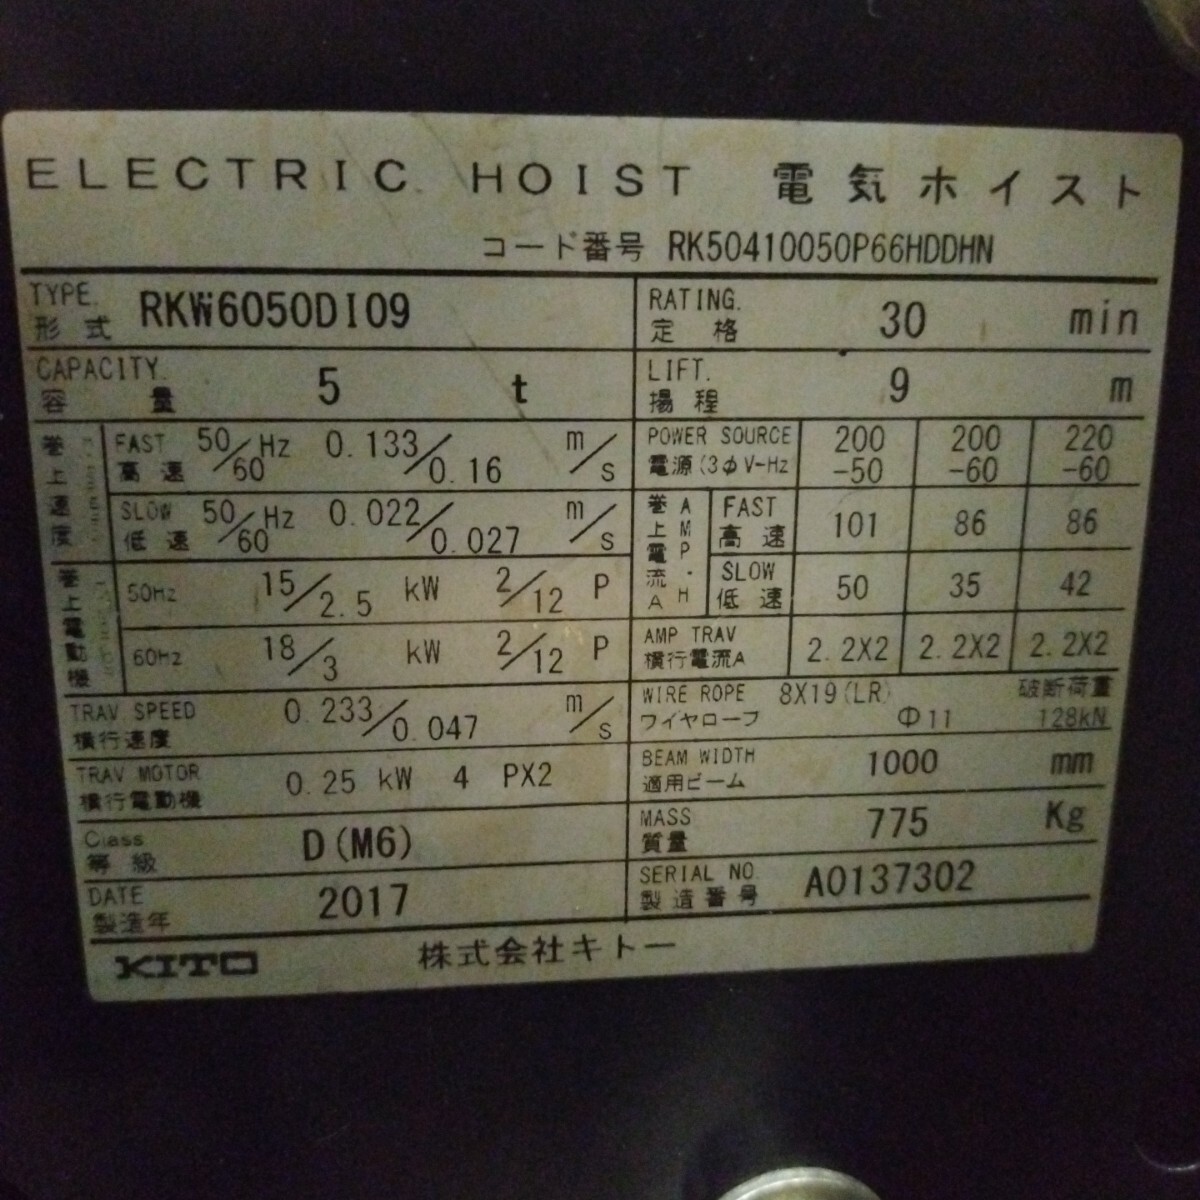 ELECTRIC HOIST 電気ホイスト
コード番号 RK50410050P66HDDHN
TYPE. 形式 RKW6050DI09
RATING. 定格 30 min
CAPACITY. 容量 5 t
LIFT. 揚程 9 m
巻上速度
FAST 高速 50/60 Hz 0.133/0.16 m/s
SLOW 低速 50/60 Hz 0.022/0.027 m/s
巻上電動機
50Hz 15/2.5 kW 2/12 P
60Hz 18/3 kW 2/12 P
POWER SOURCE 電源(3φV-Hz 200-50 200-60 220-60
巻上電流A AMP.H
FAST 高速 101 86 86
SLOW 低速 50 35 42
AMP TRAV 横行電流A 2.2X2 2.2X2 2.2X2
TRAV. SPEED 横行速度 0.233/0.047 m/s
WIRE ROPE ワイヤロープ 8X19(LR) Φ11 破断荷重 128kN
TRAV MOTOR 横行電動機 0.25 kW 4 PX2
BEAM WIDTH 適用ビーム 1000 mm
Class 等級 D(M6)
MASS 質量 775 Kg
DATE 製造年 2017
SERIAL NO. 製造番号 A0137302
KITO 株式会社キトー